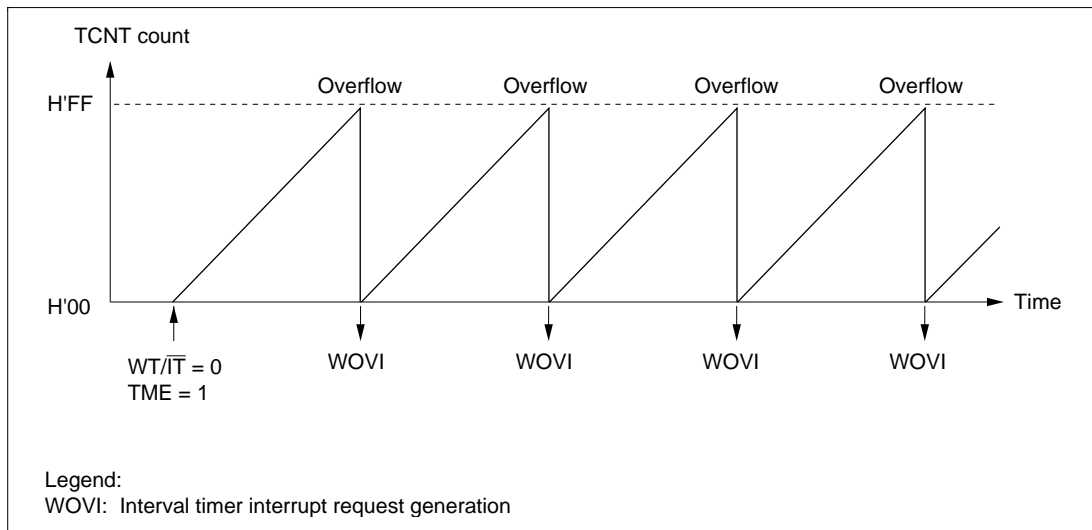 TCNT count
Overflow Overflow Overflow Overflow
H'FF
H'00
Time
WT/I̅T̅ = 0
TME = 1
WOVI WOVI WOVI WOVI
Legend:
WOVI: Interval timer interrupt request generation